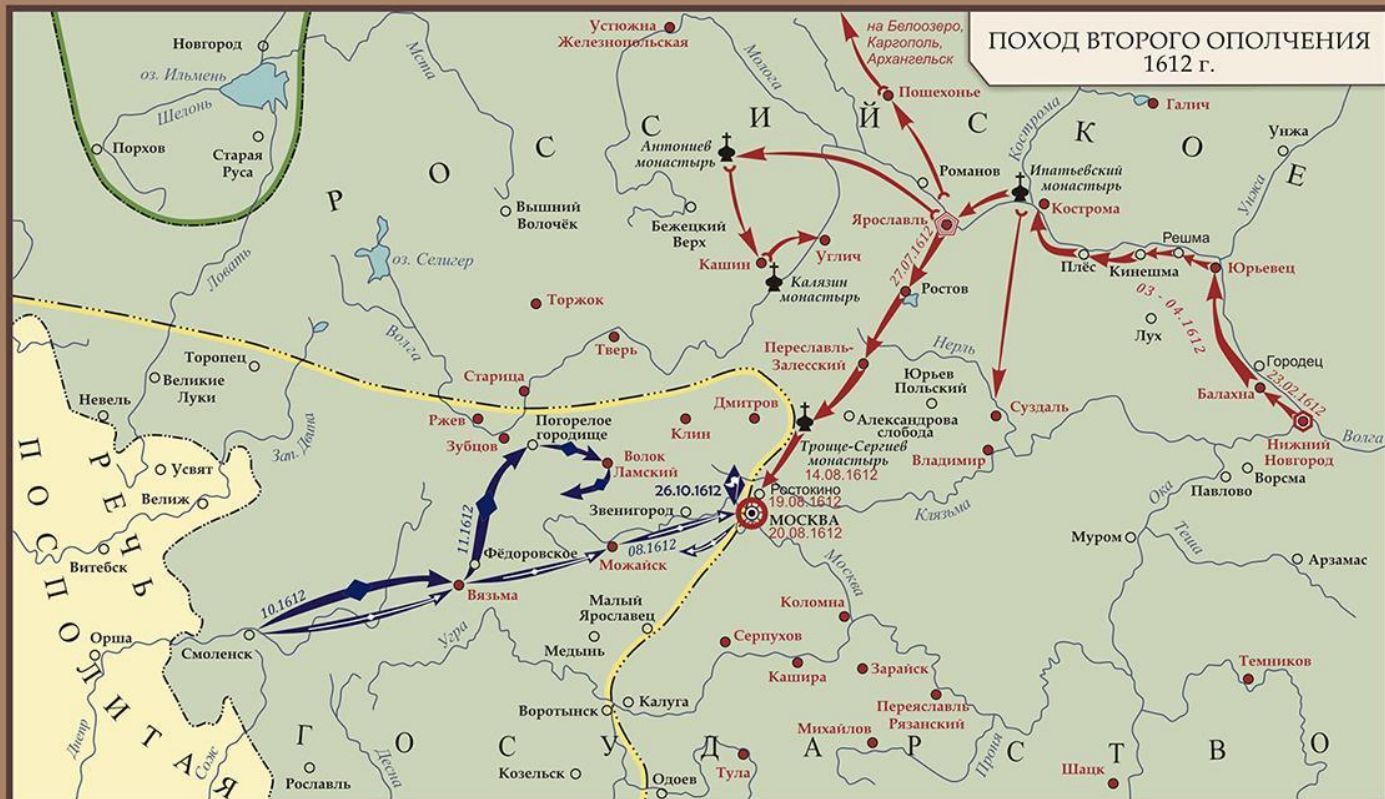 ПОХОД ВТОРОГО ОПОЛЧЕНИЯ
1612 г.
на Белоозеро,
Каргополь,
Архангельск
Устюжна
Железнопольская
Новгород
оз. Ильмень
Шелонь
Мста
Молога
Порхов
Старая
Руса
Пошехонье
Галич
Кострома
Унжа
Унжа
РОССИЙСКОЕ
Антониев
монастырь
Романов
Ипатьевский
монастырь
Кострома
Вышний
Волочёк
Бежецкий
Верх
Ярославль
27.07.1612
оз. Селигер
Ловать
Кашин
Углич
Калязин
монастырь
Ростов
Плёс
Кинешма
Решма
Юрьевец
03 - 04.1612
Лух
Торжок
Волга
Тверь
Переславль-
Залесский
Нерль
Юрьев
Польский
Городец
23.02.1612
Балахна
Торопец
Великие
Луки
Невель
Старица
Ржев
Зубцов
Погорелое
городище
Клин
Дмитров
Александрова
слобода
Суздаль
Нижний
Новгород
Волга
Зап. Двина
Усвят
Велиж
Волок
Ламский
Троице-Сергиев
монастырь
14.08.1612
Владимир
Ворсма
Павлово
Ока
26.10.1612
Ростокино
19.08.1612
Звенигород
МОСКВА
20.08.1612
Клязьма
Витебск
11.1612
Фёдоровское
08.1612
Можайск
Москва
Муром
Теша
Арзамас
10.1612
Вязьма
Малый
Ярославец
Коломна
Орша
Смоленск
Угра
Медынь
Серпухов
Кашира
Зарайск
Темников
РЕЧЬ
ПОСПОЛИТАЯ
Днепр
Сож
Десна
Воротынск
Калуга
Переяславль
Рязанский
Михайлов
Проня
ГОСУДАРСТВО
Рославль
Козельск
Одоев
Тула
Шацк